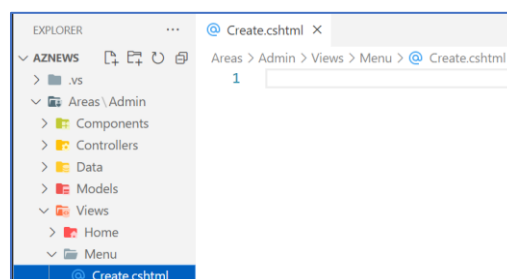 EXPLORER
AZNEWS
.vs
Areas\Admin
Components
Controllers
Data
Models
Views
Home
Menu
Create.cshtml
Create.cshtml
Areas > Admin > Views > Menu > Create.cshtml
1